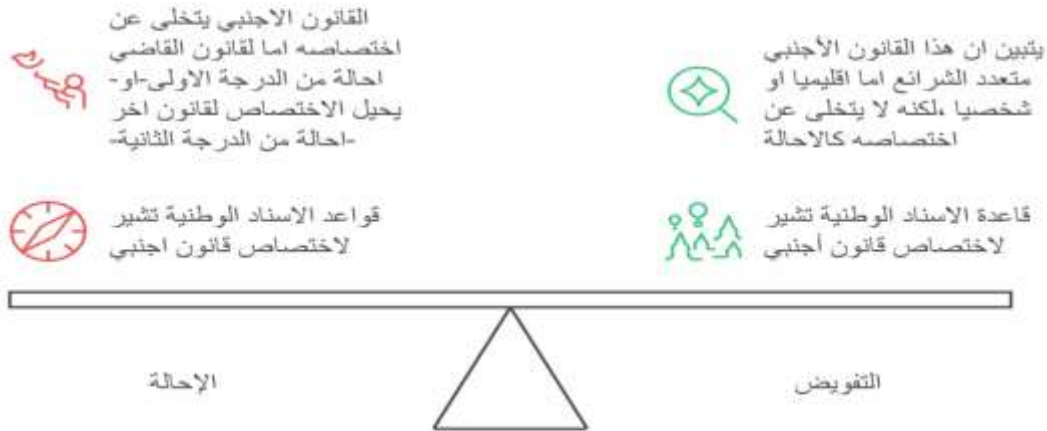 يتبين ان هذا القانون الأجنبي
متعدد الشرائع اما اقليميا او
شخصيا ،لكنه لا يتخلى عن
اختصاصه كالاحالة
قاعدة الاسناد الوطنية تشير
لاختصاص قانون أجنبي
التفويض
القانون الاجنبي يتخلى عن
اختصاصه اما لقانون القاضي
احالة من الدرجة الاولى-او-
يحيل الاختصاص لقانون اخر
-احالة من الدرجة الثانية-
قواعد الاسناد الوطنية تشير
لاختصاص قانون اجنبي
الإحالة